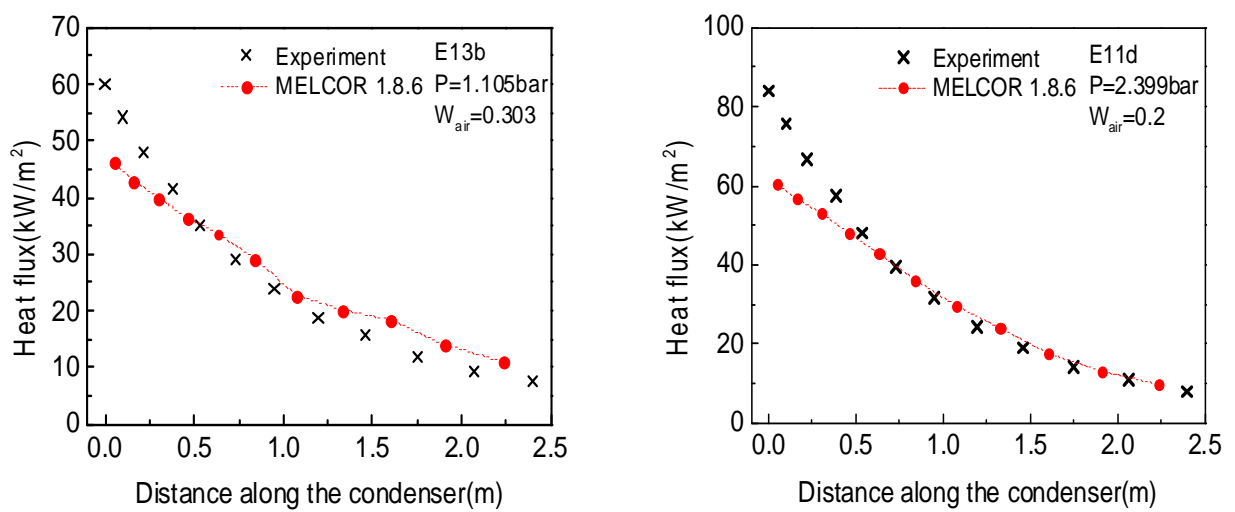 70
60
50
40
30
20
10
0
0.0 0.5 1.0 1.5 2.0 2.5
Heat flux(kW/m²)
Distance along the condenser(m)
Experiment
MELCOR 1.8.6
E13b
P=1.105bar
Wair=0.303
100
80
60
40
20
0
0.0 0.5 1.0 1.5 2.0 2.5
Heat flux(kW/m²)
Distance along the condenser(m)
Experiment
MELCOR 1.8.6
E11d
P=2.399bar
Wair=0.2